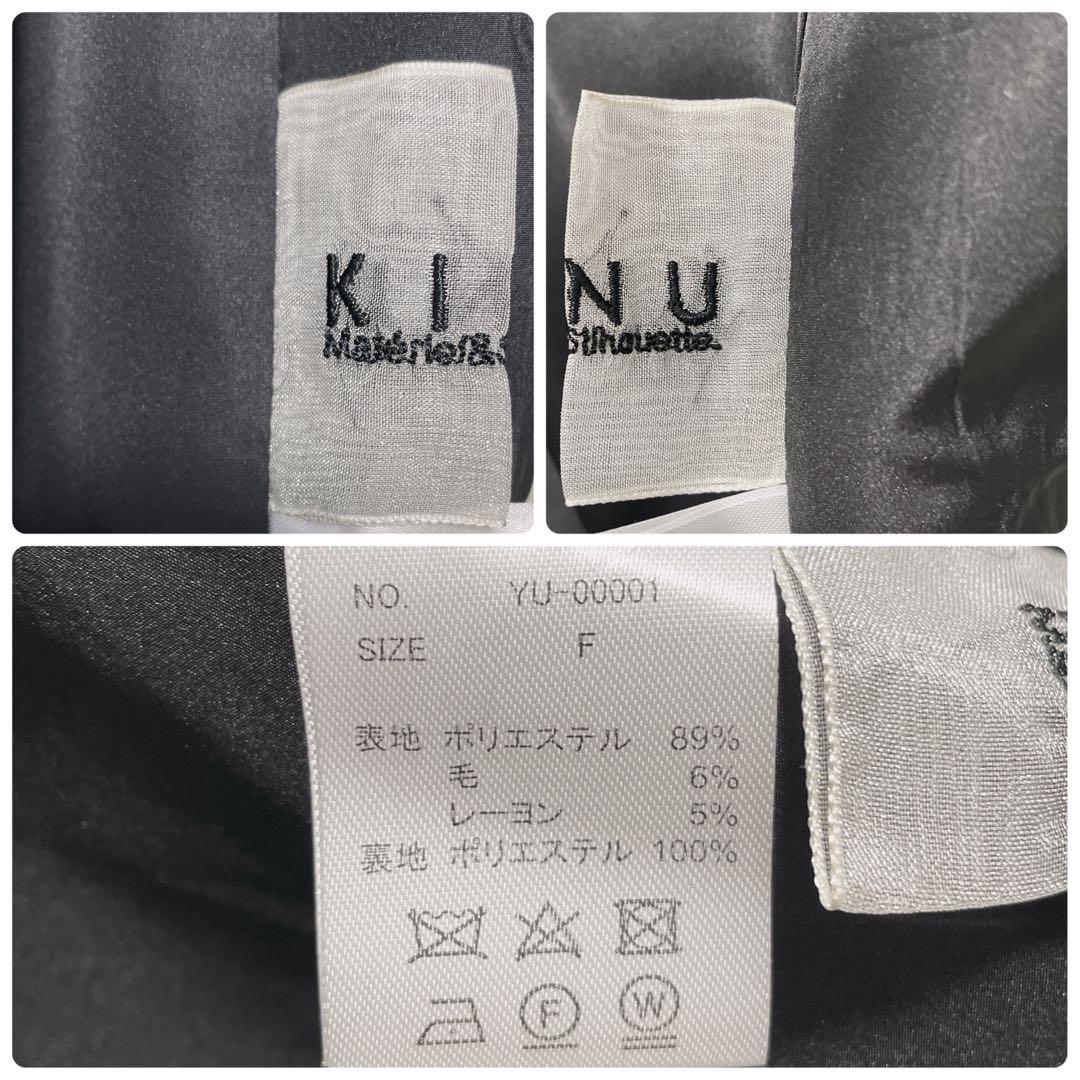 K I
Matérier&.S
N U
Silhouette.
NO. YU-00001
SIZE F
表地 ポリエステル 89%
毛 6%
レーヨン 5%
裏地 ポリエステル 100%
F
W